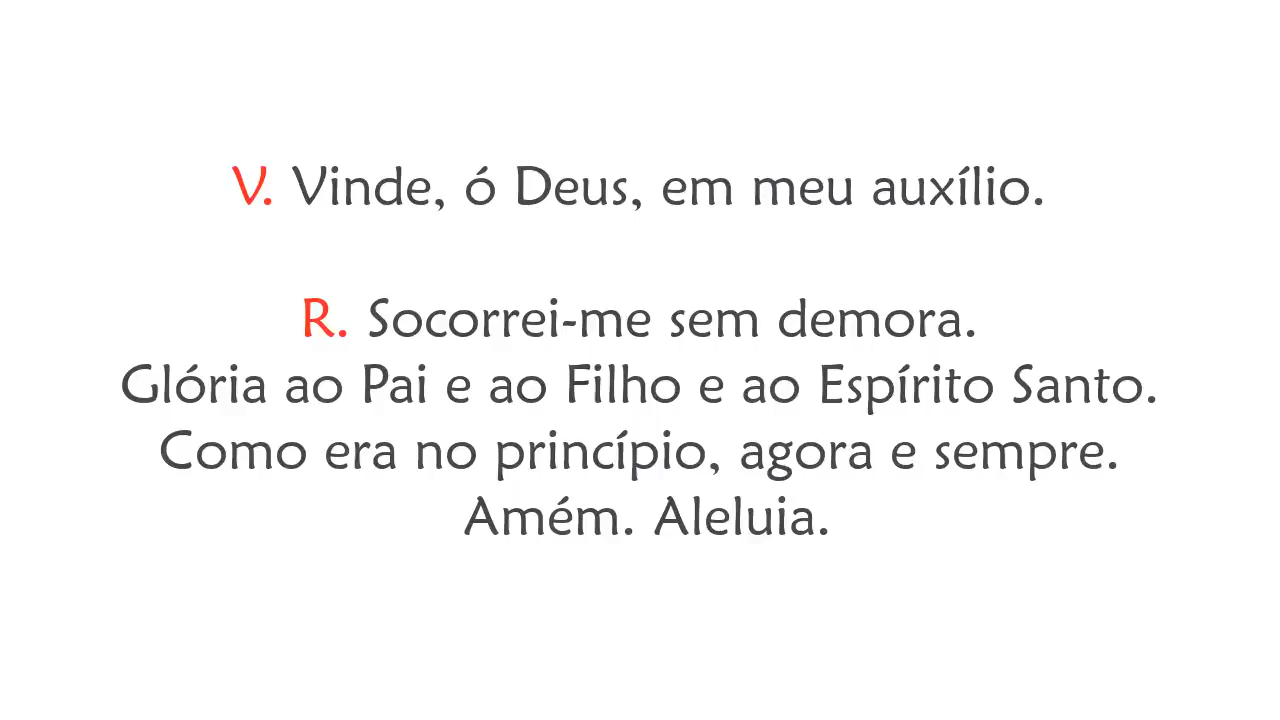 V. Vinde, ó Deus, em meu auxílio.
R. Socorrei-me sem demora.
Glória ao Pai e ao Filho e ao Espírito Santo.
Como era no princípio, agora e sempre.
Amém. Aleluia.